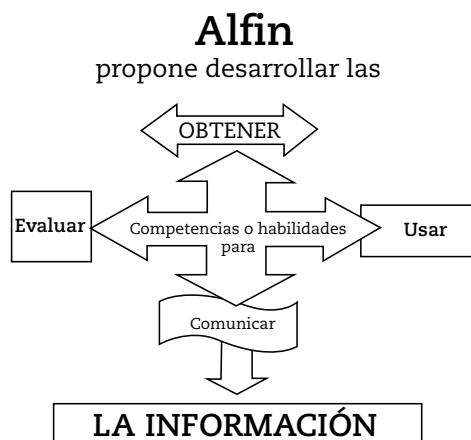 Alfin
propone desarrollar las
OBTENER
Evaluar
Competencias o habilidades
para
Usar
Comunicar
LA INFORMACIÓN